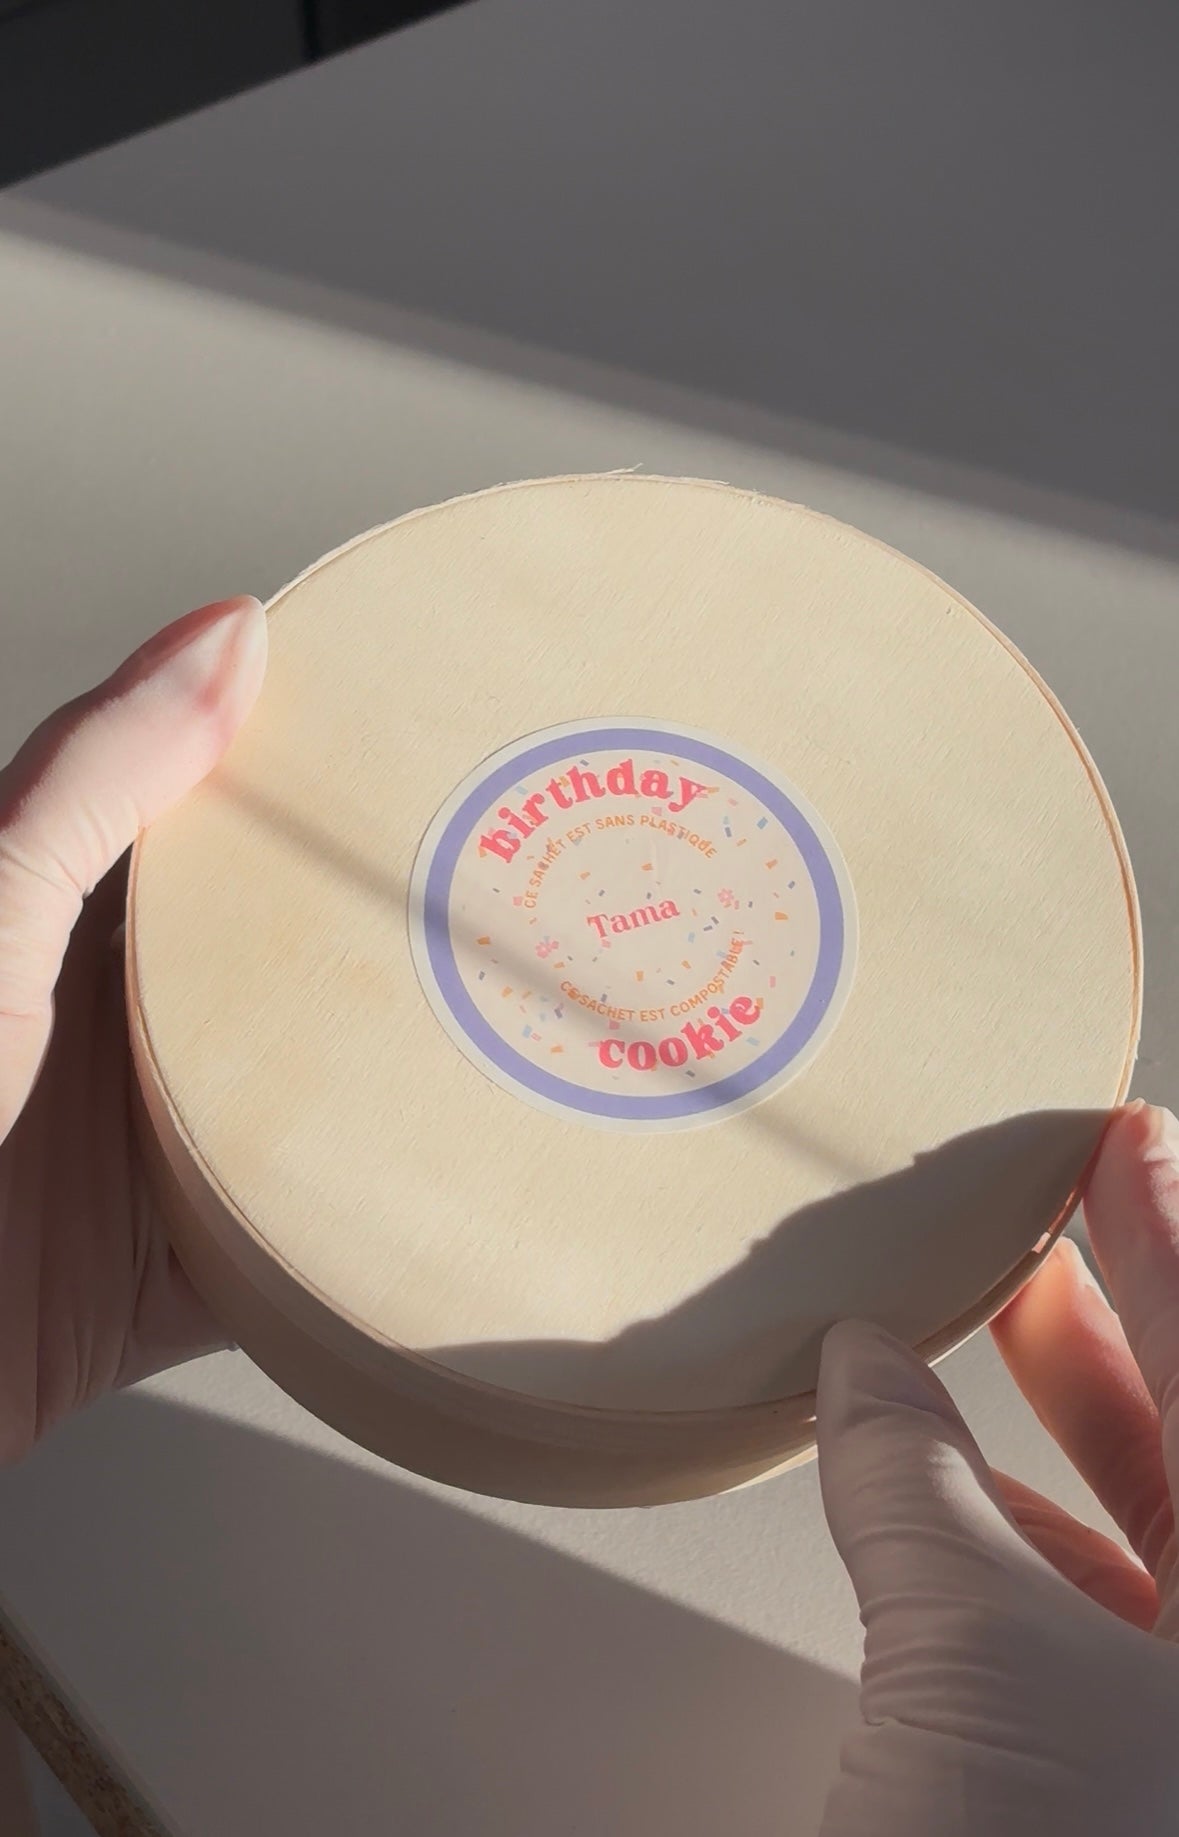 birthday
CE SACHET EST SANS PLASTIQUE
Tama
CE SACHET EST COMPOSTABLE !
cookie